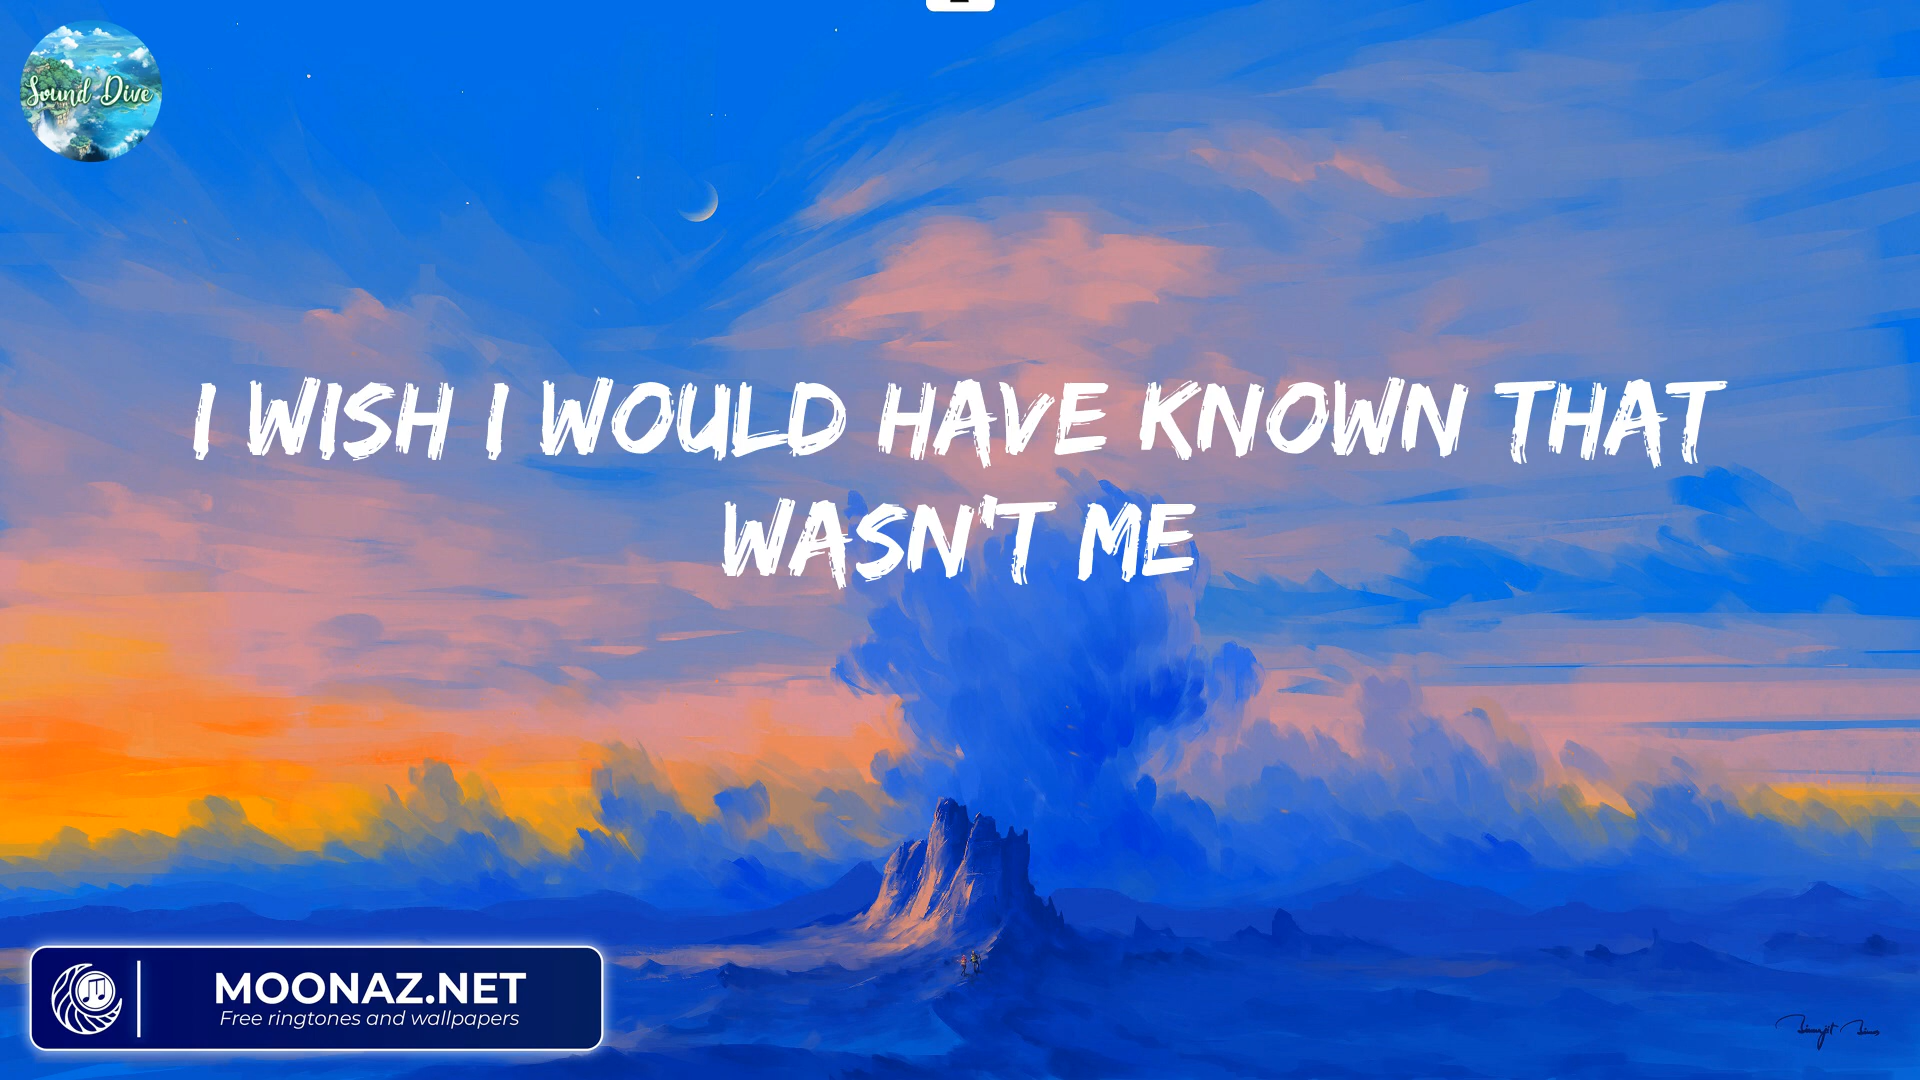 Sound Dive
I WISH I WOULD HAVE KNOWN THAT
WASN'T ME
MOONAZ.NET
Free ringtones and wallpapers